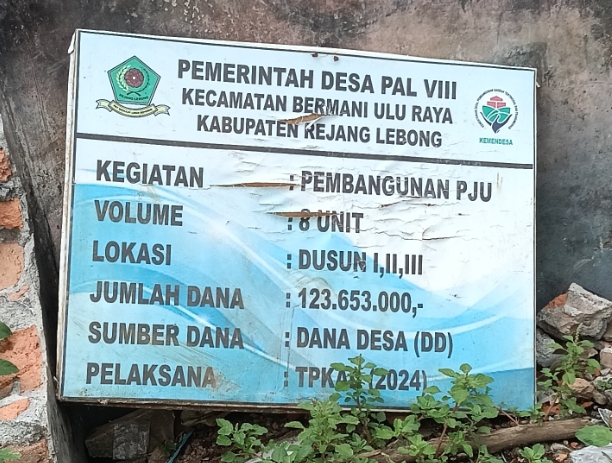 PEMERINTAH DESA PAL VIII
KECAMATAN BERMANI ULU RAYA
KABUPATEN REJANG LEBONG
KEMENDESA
KEGIATAN : PEMBANGUNAN PJU
VOLUME : 8 UNIT
LOKASI : DUSUN I,II,III
JUMLAH DANA : 123.653.000,-
SUMBER DANA : DANA DESA (DD)
PELAKSANA : (2024)